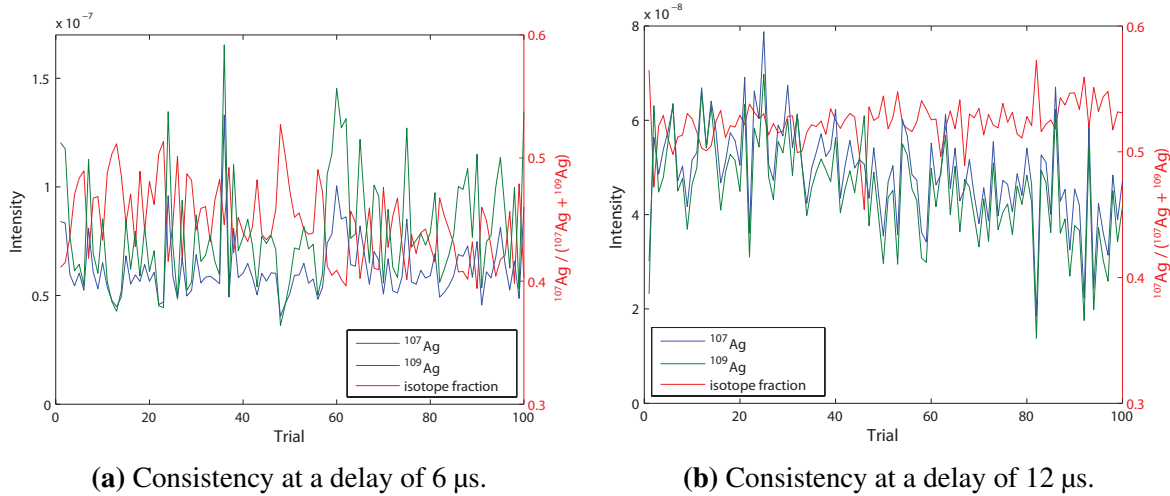 x 10⁻⁷
0.6
1.5
0.5
1
0.4
0.5
0
0.3
0
20
40
60
80
100
Intensity
¹⁰⁷Ag / (¹⁰⁷Ag + ¹⁰⁹Ag)
¹⁰⁷Ag
¹⁰⁹Ag
isotope fraction
Trial
(a) Consistency at a delay of 6 µs.
x 10⁻⁸
8
0.6
6
0.5
4
0.4
2
0
0.3
0
20
40
60
80
100
Intensity
¹⁰⁷Ag / (¹⁰⁷Ag + ¹⁰⁹Ag)
¹⁰⁷Ag
¹⁰⁹Ag
isotope fraction
Trial
(b) Consistency at a delay of 12 µs.